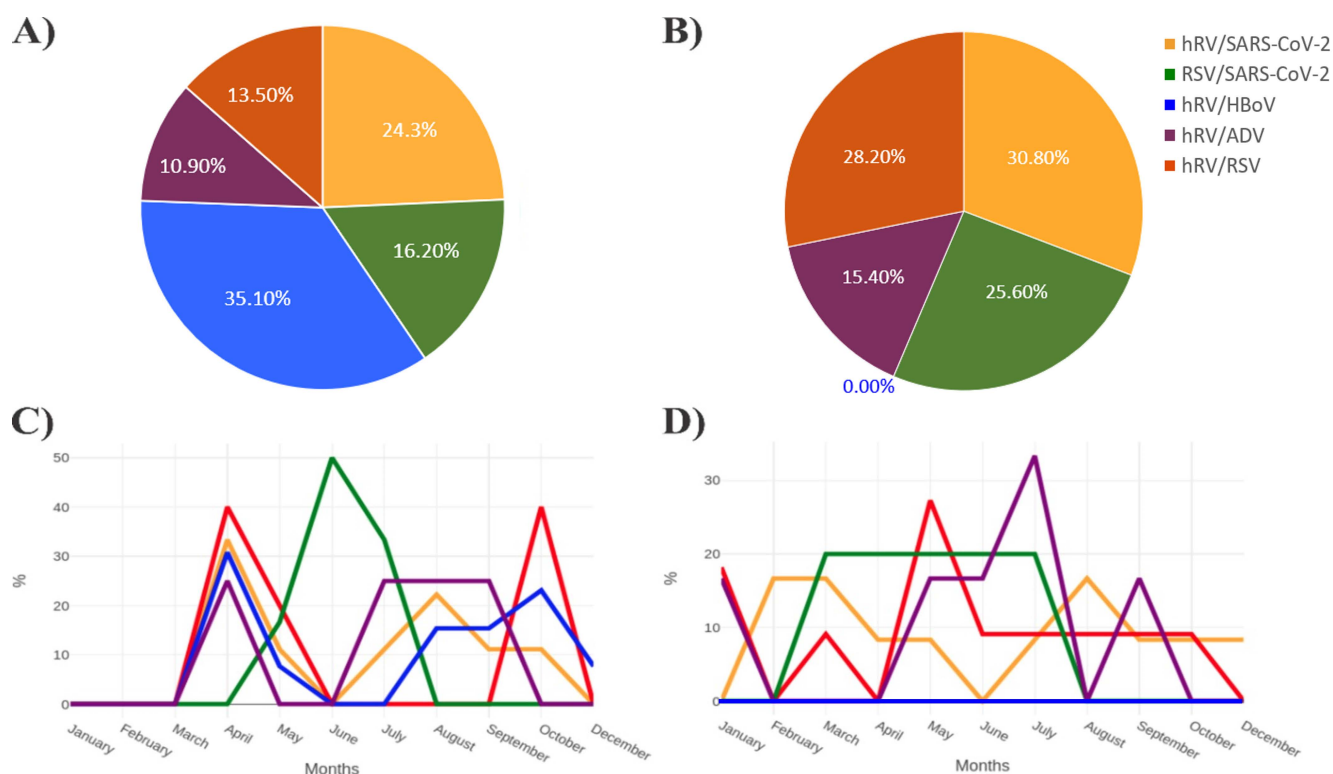 A)
13.50%
24.3%
10.90%
16.20%
35.10%
B)
28.20%
30.80%
15.40%
25.60%
0.00%
hRV/SARS-CoV-2
RSV/SARS-CoV-2
hRV/HBoV
hRV/ADV
hRV/RSV
C)
50
40
30
20
10
0
%
January
February
March
April
May
June
July
August
September
October
December
Months
D)
30
20
10
0
%
January
February
March
April
May
June
July
August
September
October
December
Months